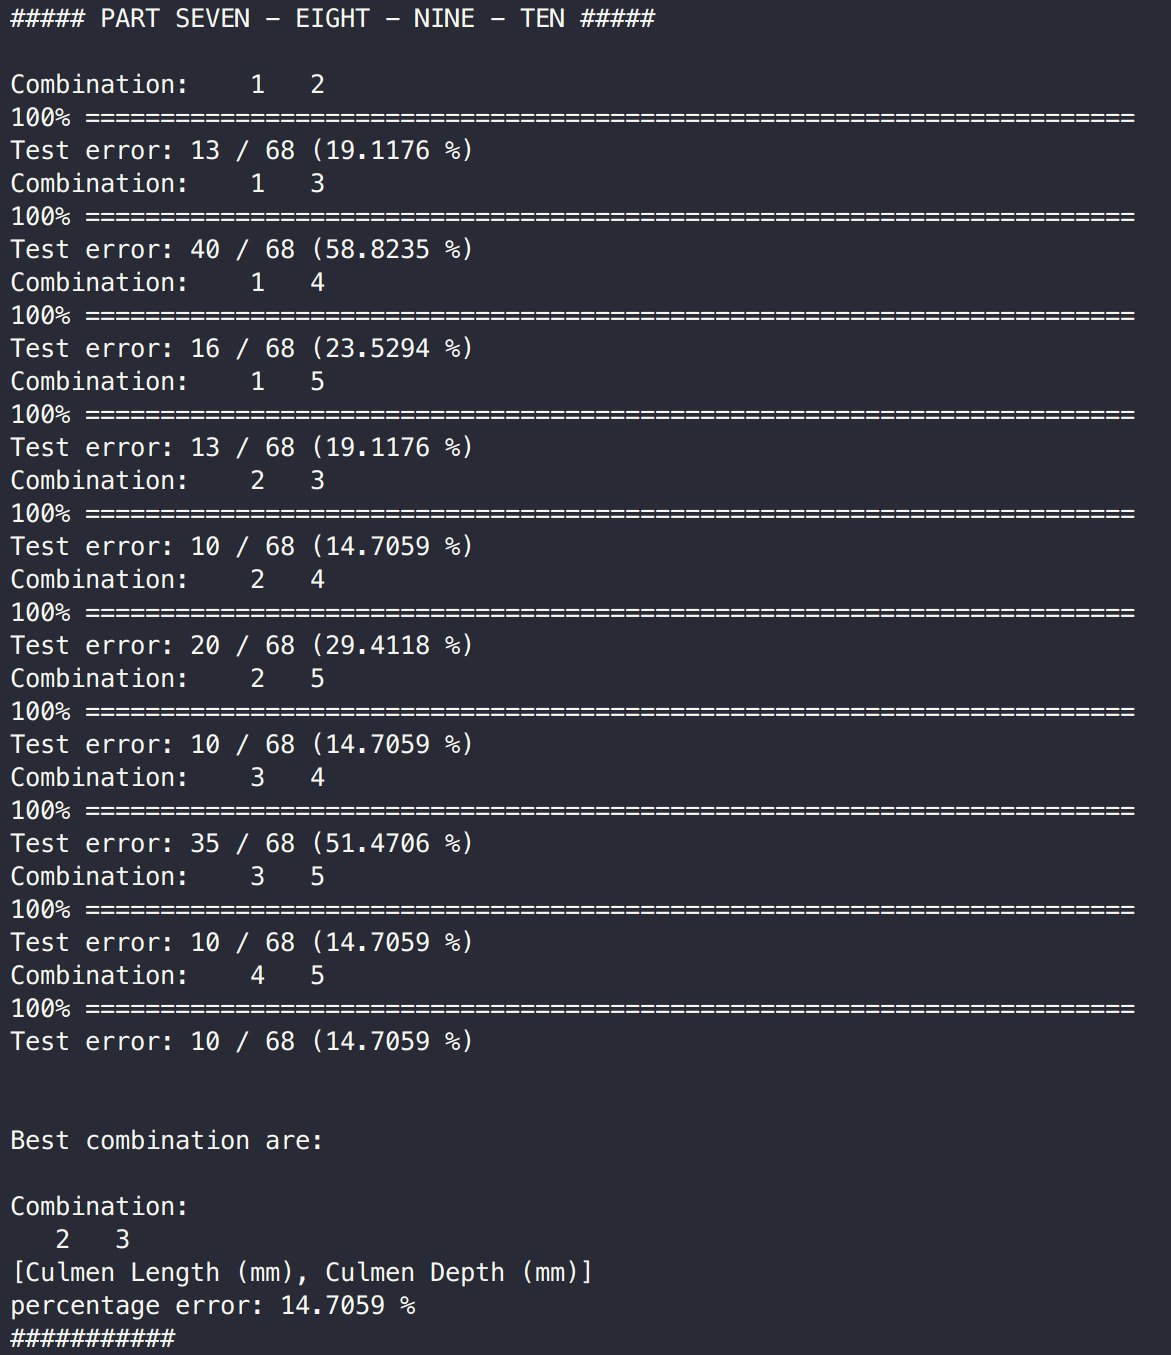 ##### PART SEVEN – EIGHT – NINE – TEN #####
Combination:    1   2
100% ======================================================================
Test error: 13 / 68 (19.1176 %)
Combination:    1   3
100% ======================================================================
Test error: 40 / 68 (58.8235 %)
Combination:    1   4
100% ======================================================================
Test error: 16 / 68 (23.5294 %)
Combination:    1   5
100% ======================================================================
Test error: 13 / 68 (19.1176 %)
Combination:    2   3
100% ======================================================================
Test error: 10 / 68 (14.7059 %)
Combination:    2   4
100% ======================================================================
Test error: 20 / 68 (29.4118 %)
Combination:    2   5
100% ======================================================================
Test error: 10 / 68 (14.7059 %)
Combination:    3   4
100% ======================================================================
Test error: 35 / 68 (51.4706 %)
Combination:    3   5
100% ======================================================================
Test error: 10 / 68 (14.7059 %)
Combination:    4   5
100% ======================================================================
Test error: 10 / 68 (14.7059 %)
Best combination are:
Combination:
   2   3
[Culmen Length (mm), Culmen Depth (mm)]
percentage error: 14.7059 %
###########